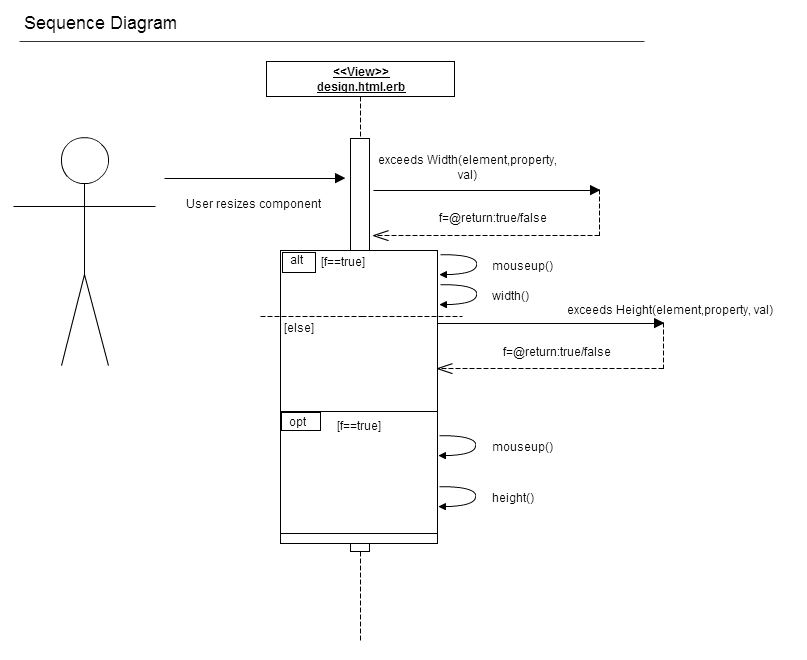 Sequence Diagram
<<View>>
design.html.erb
exceeds Width(element,property,
val)
User resizes component
f=@return:true/false
alt
[f==true]
mouseup()
width()
exceeds Height(element,property, val)
[else]
f=@return:true/false
opt
[f==true]
mouseup()
height()